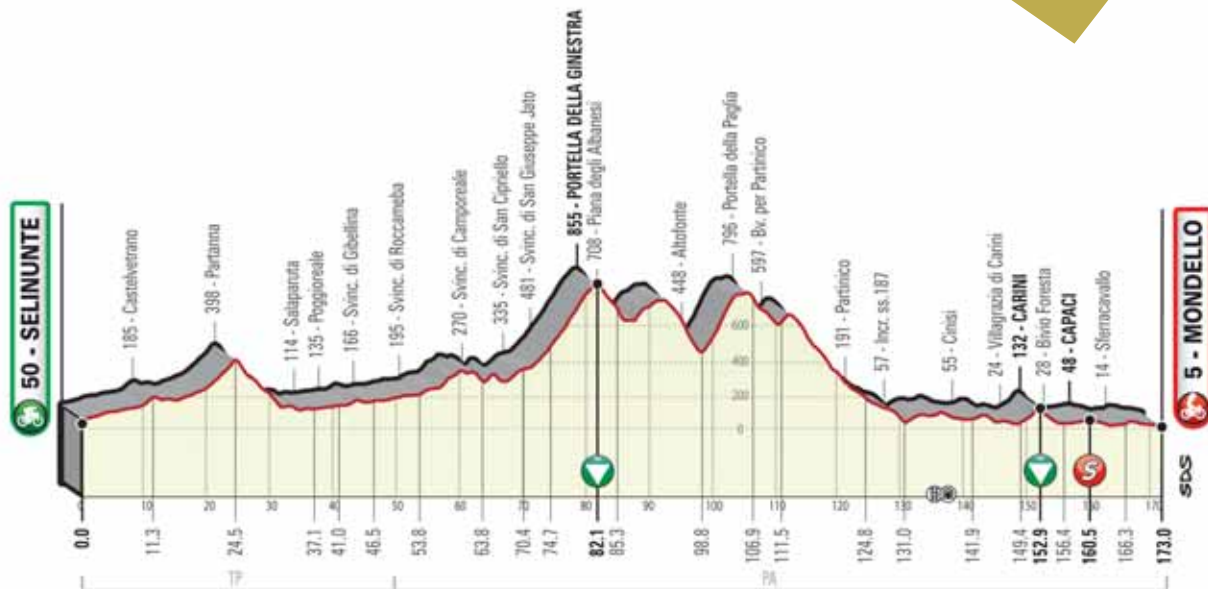 50 - SELINUNTE
185 - Castelvetrano
398 - Partanna
114 - Salaparuta
135 - Poggioreale
166 - Svinc. di Gibellina
195 - Svinc. di Roccameba
270 - Svinc. di Camporeale
335 - Svinc. di San Cipriello
481 - Svinc. di San Giuseppe Jato
855 - PORTELLA DELLA GINESTRA
708 - Piana degli Albanesi
448 - Altofonte
796 - Portella della Paglia
597 - Bv. per Partinico
191 - Partinico
57 - Incr. ss.187
55 - Cinisi
24 - Villagrazia di Carini
132 - CARINI
28 - Bivio Foresta
48 - CAPACI
14 - Sferracavallo
5 - MONDELLO
600
400
200
0
S
SDS
0 10 20 30 40 50 60 70 80 90 100 110 120 130 140 150 160 170
0.0 11.3 24.5 37.1 41.0 46.5 53.8 63.8 70.4 74.7 82.1 85.3 98.8 106.9 111.5 124.8 131.0 141.9 149.4 152.9 156.4 160.5 166.3 173.0
TP PA